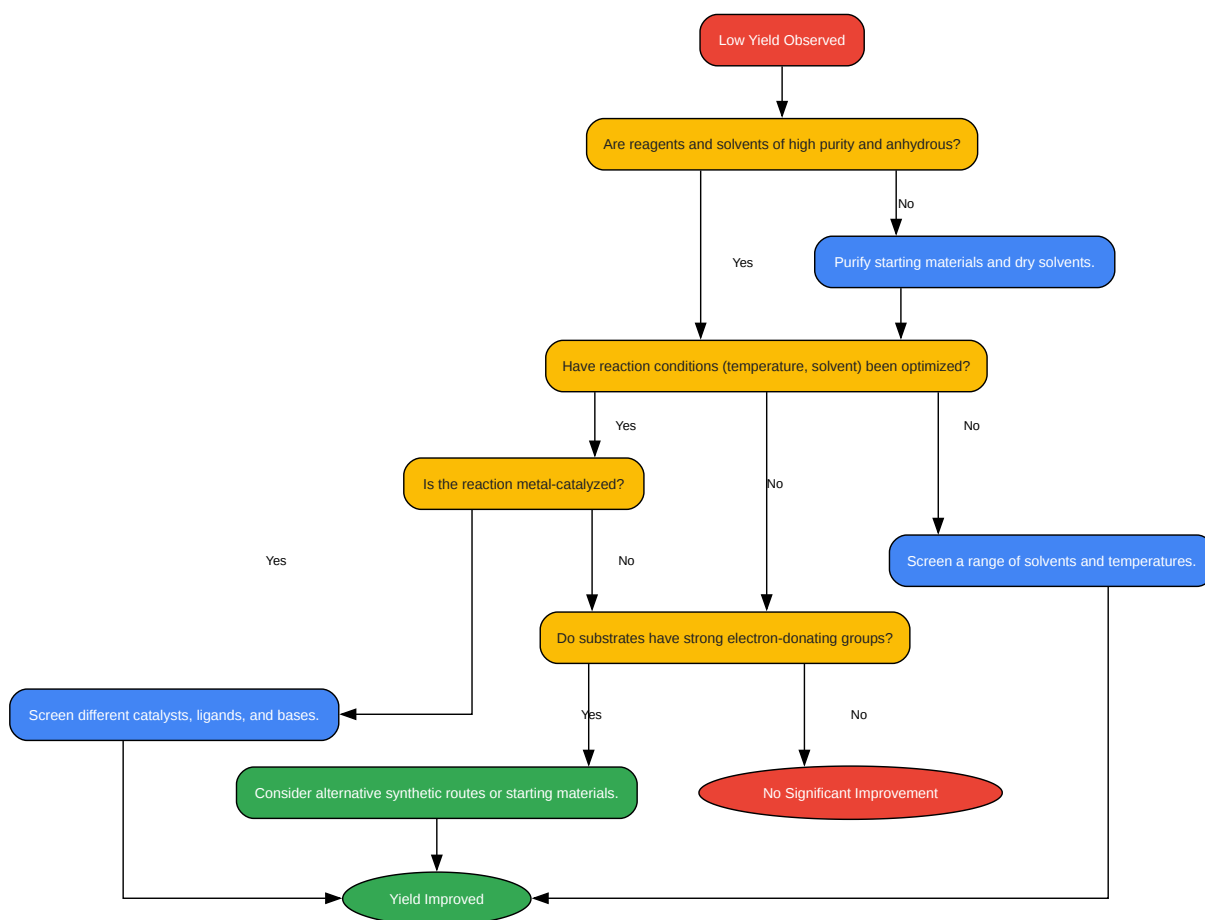 Low Yield Observed
Are reagents and solvents of high purity and anhydrous?
No
Yes
Purify starting materials and dry solvents.
Have reaction conditions (temperature, solvent) been optimized?
Yes
No
Is the reaction metal-catalyzed?
No
Yes
No
Screen a range of solvents and temperatures.
Do substrates have strong electron-donating groups?
Screen different catalysts, ligands, and bases.
Yes
No
Consider alternative synthetic routes or starting materials.
No Significant Improvement
Yield Improved